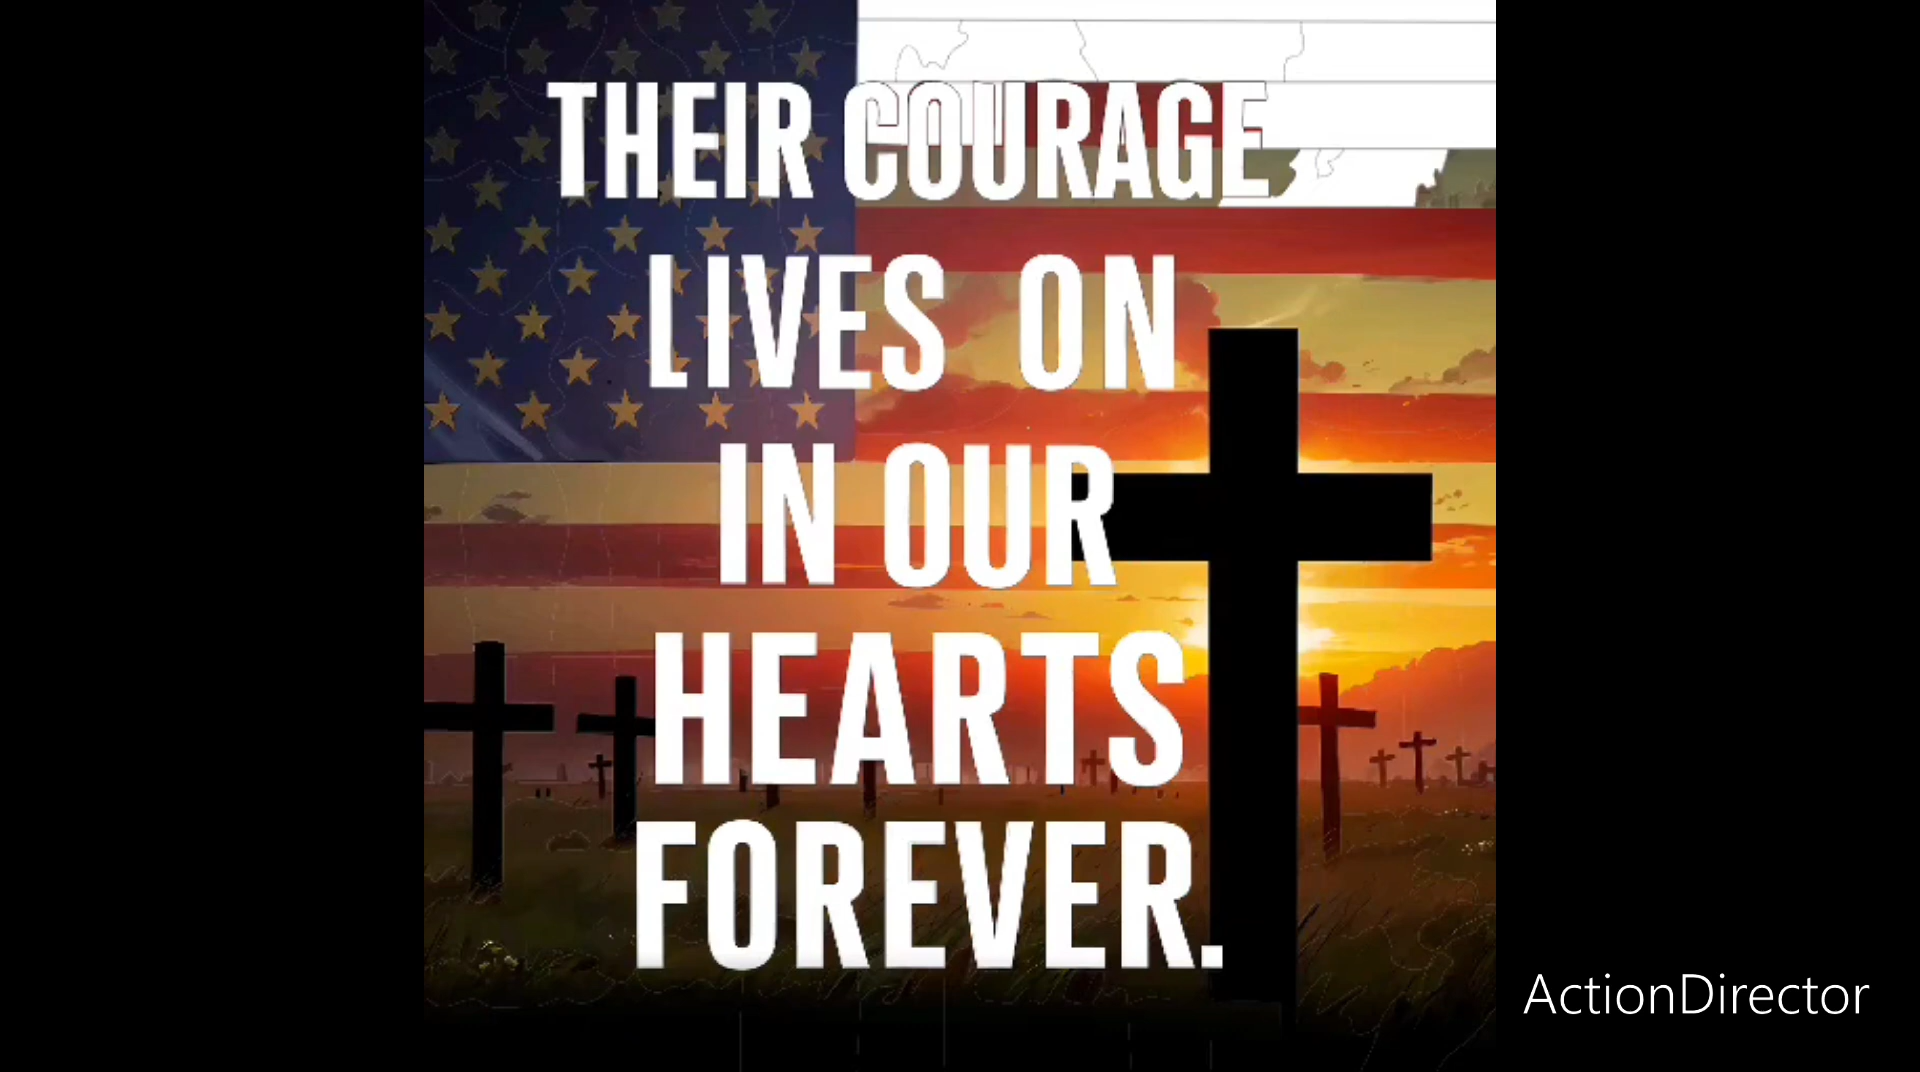 THEIR COURAGE
LIVES ON
IN OUR
HEARTS
FOREVER.
ActionDirector